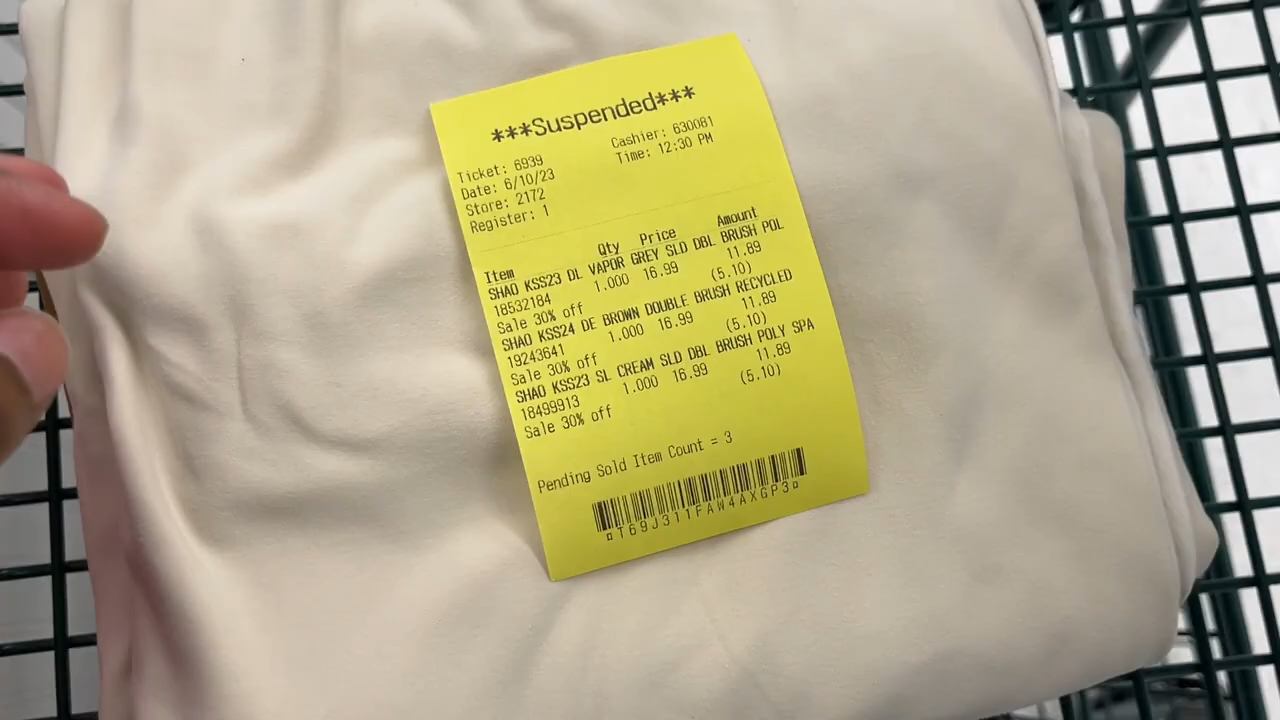 ***Suspended***
Ticket: 6939 Cashier: 630081
Date: 6/10/23 Time: 12:30 PM
Store: 2172
Register: 1
Item Qty Price Amount
SHAO KSS23 DL VAPOR GREY SLD DBL BRUSH POL
18532184 1.000 16.99 11.89
Sale 30% off (5.10)
SHAO KSS24 DE BROWN DOUBLE BRUSH RECYCLED
19243641 1.000 16.99 11.89
Sale 30% off (5.10)
SHAO KSS23 SL CREAM SLD DBL BRUSH POLY SPA
18499913 1.000 16.99 11.89
Sale 30% off (5.10)
Pending Sold Item Count = 3
¤T69J311FAW4AXGP3¤